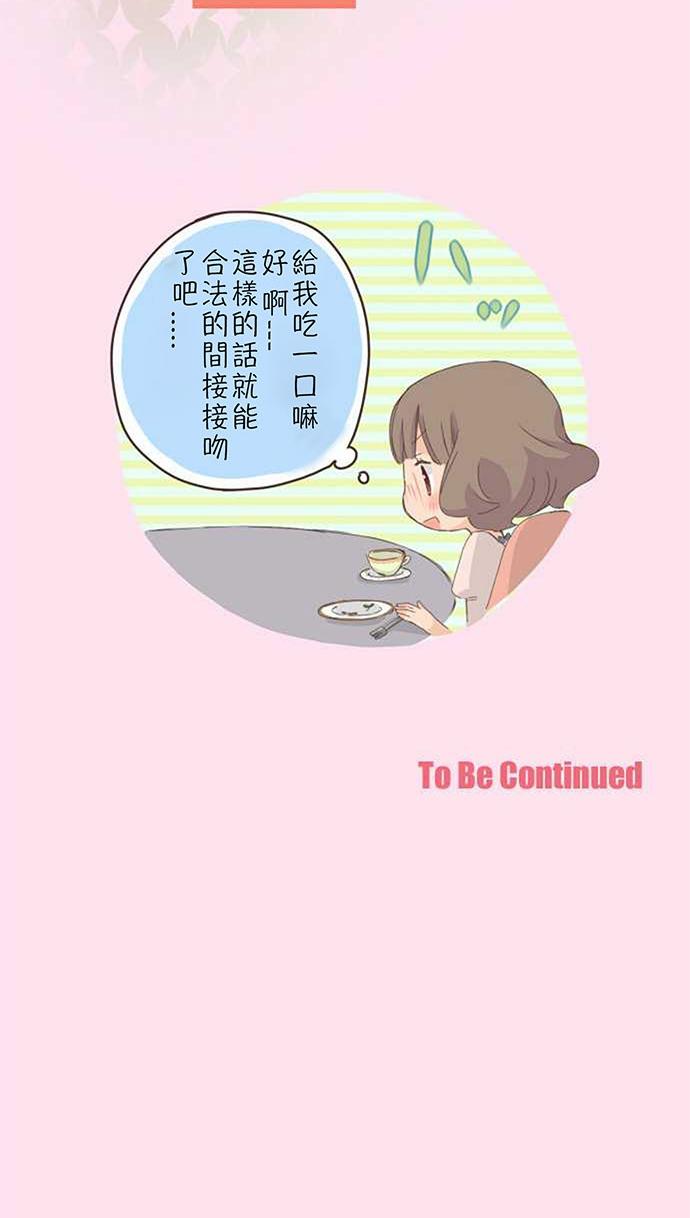 給我吃一口嘛
好啊┅
這樣的話就能
合法的間接接吻
了吧……
ハッ
To Be Continued